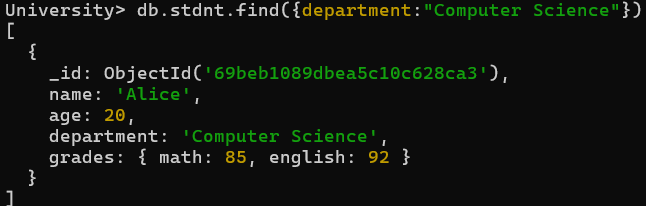 University> db.stdnt.find({department:"Computer Science"})
[
  {
    _id: ObjectId('69beb1089dbea5c10c628ca3'),
    name: 'Alice',
    age: 20,
    department: 'Computer Science',
    grades: { math: 85, english: 92 }
  }
]